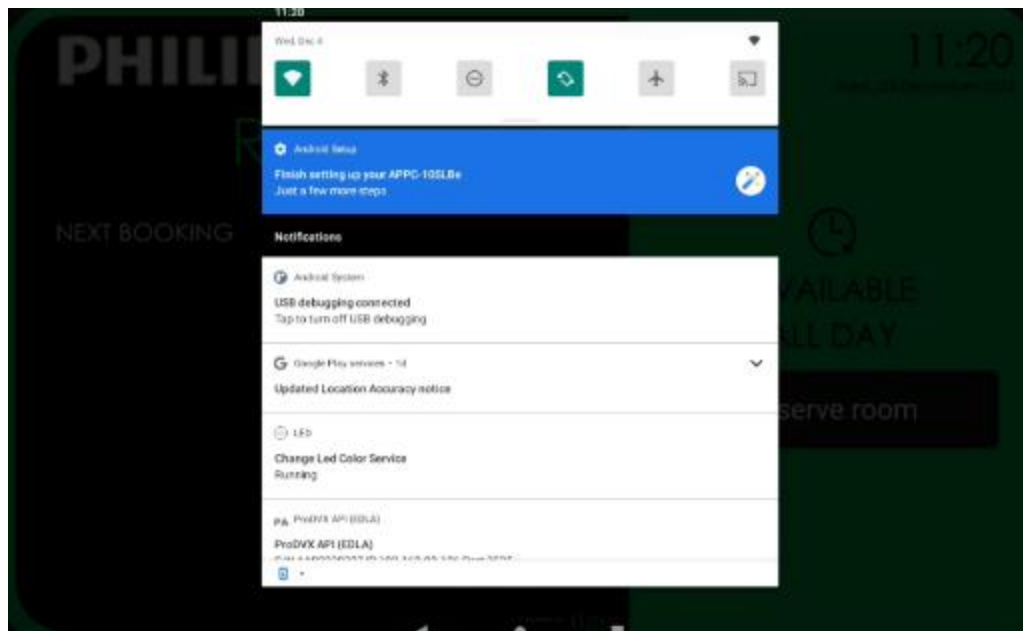 11:20
PHILI
11:20
Wed, Dec 4
Android Setup
Finish setting up your APPC-10SLBe
Just a few more steps
NEXT BOOKING
Notifications
Android System
USB debugging connected
Tap to turn off USB debugging
VAILABLE
LL DAY
Google Play services • 1d
Updated Location Accuracy notice
serve room
LED
Change Led Color Service
Running
PA ProDVX API (EDLA)
ProDVX API (EDLA)